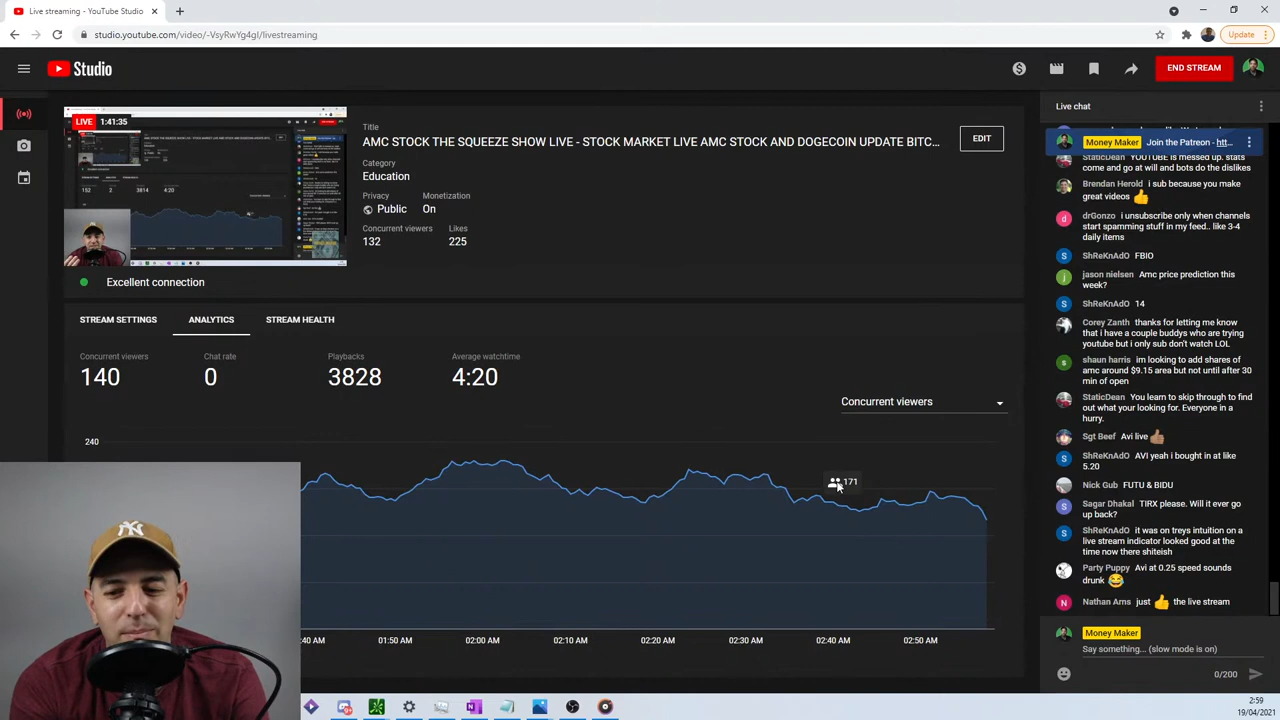 Live streaming - YouTube Studio
studio.youtube.com/video/-VsyRwYg4gI/livestreaming
Update
Studio
END STREAM
LIVE 1:41:35
Title
AMC STOCK THE SQUEEZE SHOW LIVE - STOCK MARKET LIVE AMC STOCK AND DOGECOIN UPDATE BITC...
EDIT
Category
Education
Privacy Monetization
Public On
Concurrent viewers Likes
132 225
Excellent connection
STREAM SETTINGS ANALYTICS STREAM HEALTH
Concurrent viewers Chat rate Playbacks Average watchtime
140 0 3828 4:20
Concurrent viewers
240
171
:40 AM 01:50 AM 02:00 AM 02:10 AM 02:20 AM 02:30 AM 02:40 AM 02:50 AM
Live chat
Money Maker Join the Patreon - htt...
StaticDean YOUTUBE is messed up. stats
come and go at will and bots do the dislikes
Brendan Herold i sub because you make
great videos 👍
drGonzo i unsubscribe only when channels
start spamming stuff in my feed.. like 3-4
daily items
ShReKnAdO FBIO
jason nielsen Amc price prediction this
week?
ShReKnAdO 14
Corey Zanth thanks for letting me know
that i have a couple buddys who are trying
youtube but i only sub don't watch LOL
shaun harris im looking to add shares of
amc around $9.15 area but not until after 30
min of open
StaticDean You learn to skip through to find
out what your looking for. Everyone in a
hurry.
Sgt Beef Avi live 👍🏽
ShReKnAdO AVI yeah i bought in at like
5.20
Nick Gub FUTU & BIDU
Sagar Dhakal TIRX please. Will it ever go
up back?
ShReKnAdO it was on treys intuition on a
live stream indicator looked good at the
time now there shiteish
Party Puppy Avi at 0.25 speed sounds
drunk 😂
Nathan Arns just 👍 the live stream
Money Maker
Say something... (slow mode is on)
0/200
2:59
19/04/2021